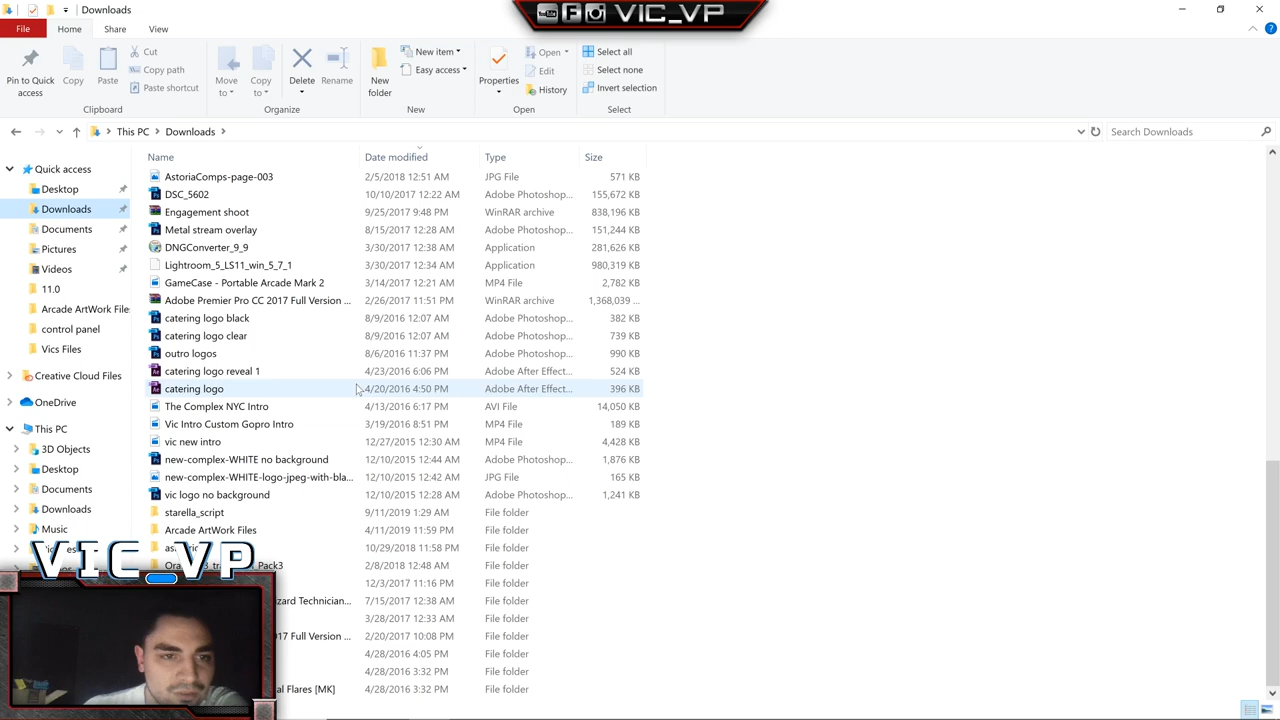 Downloads
VIC_VP
File Home Share View
Pin to Quick access
Copy
Paste
Cut
Copy path
Paste shortcut
Clipboard
Move to
Copy to
Delete
Rename
Organize
New folder
New item
Easy access
New
Properties
Open
Edit
History
Open
Select all
Select none
Invert selection
Select
This PC > Downloads >
Search Downloads
Name Date modified Type Size
Quick access
Desktop
Downloads
Documents
Pictures
Videos
11.0
Arcade ArtWork File
control panel
Vics Files
Creative Cloud Files
OneDrive
This PC
3D Objects
Desktop
Documents
Downloads
Music
AstoriaComps-page-003 2/5/2018 12:51 AM JPG File 571 KB
DSC_5602 10/10/2017 12:22 AM Adobe Photoshop... 155,672 KB
Engagement shoot 9/25/2017 9:48 PM WinRAR archive 838,196 KB
Metal stream overlay 8/15/2017 12:28 AM Adobe Photoshop... 151,244 KB
DNGConverter_9_9 3/30/2017 12:38 AM Application 281,626 KB
Lightroom_5_LS11_win_5_7_1 3/30/2017 12:34 AM Application 980,319 KB
GameCase - Portable Arcade Mark 2 3/14/2017 12:21 AM MP4 File 2,782 KB
Adobe Premier Pro CC 2017 Full Version ... 2/26/2017 11:51 PM WinRAR archive 1,368,039 ...
catering logo black 8/9/2016 12:07 AM Adobe Photoshop... 382 KB
catering logo clear 8/9/2016 12:07 AM Adobe Photoshop... 739 KB
outro logos 8/6/2016 11:37 PM Adobe Photoshop... 990 KB
catering logo reveal 1 4/23/2016 6:06 PM Adobe After Effect... 524 KB
catering logo 4/20/2016 4:50 PM Adobe After Effect... 396 KB
The Complex NYC Intro 4/13/2016 6:17 PM AVI File 14,050 KB
Vic Intro Custom Gopro Intro 3/19/2016 8:51 PM MP4 File 189 KB
vic new intro 12/27/2015 12:30 AM MP4 File 4,428 KB
new-complex-WHITE no background 12/10/2015 12:44 AM Adobe Photoshop... 1,876 KB
new-complex-WHITE-logo-jpeg-with-bla... 12/10/2015 12:42 AM JPG File 165 KB
vic logo no background 12/10/2015 12:28 AM Adobe Photoshop... 1,241 KB
starella_script 9/11/2019 1:29 AM File folder
Arcade ArtWork Files 4/11/2019 11:59 PM File folder
10/29/2018 11:58 PM File folder
Pack3 2/8/2018 12:48 AM File folder
12/3/2017 11:16 PM File folder
Technician... 7/15/2017 12:38 AM File folder
3/28/2017 12:33 AM File folder
Full Version ... 2/20/2017 10:08 PM File folder
4/28/2016 4:05 PM File folder
4/28/2016 3:32 PM File folder
Flares [MK] 4/28/2016 3:32 PM File folder
VIC_VP